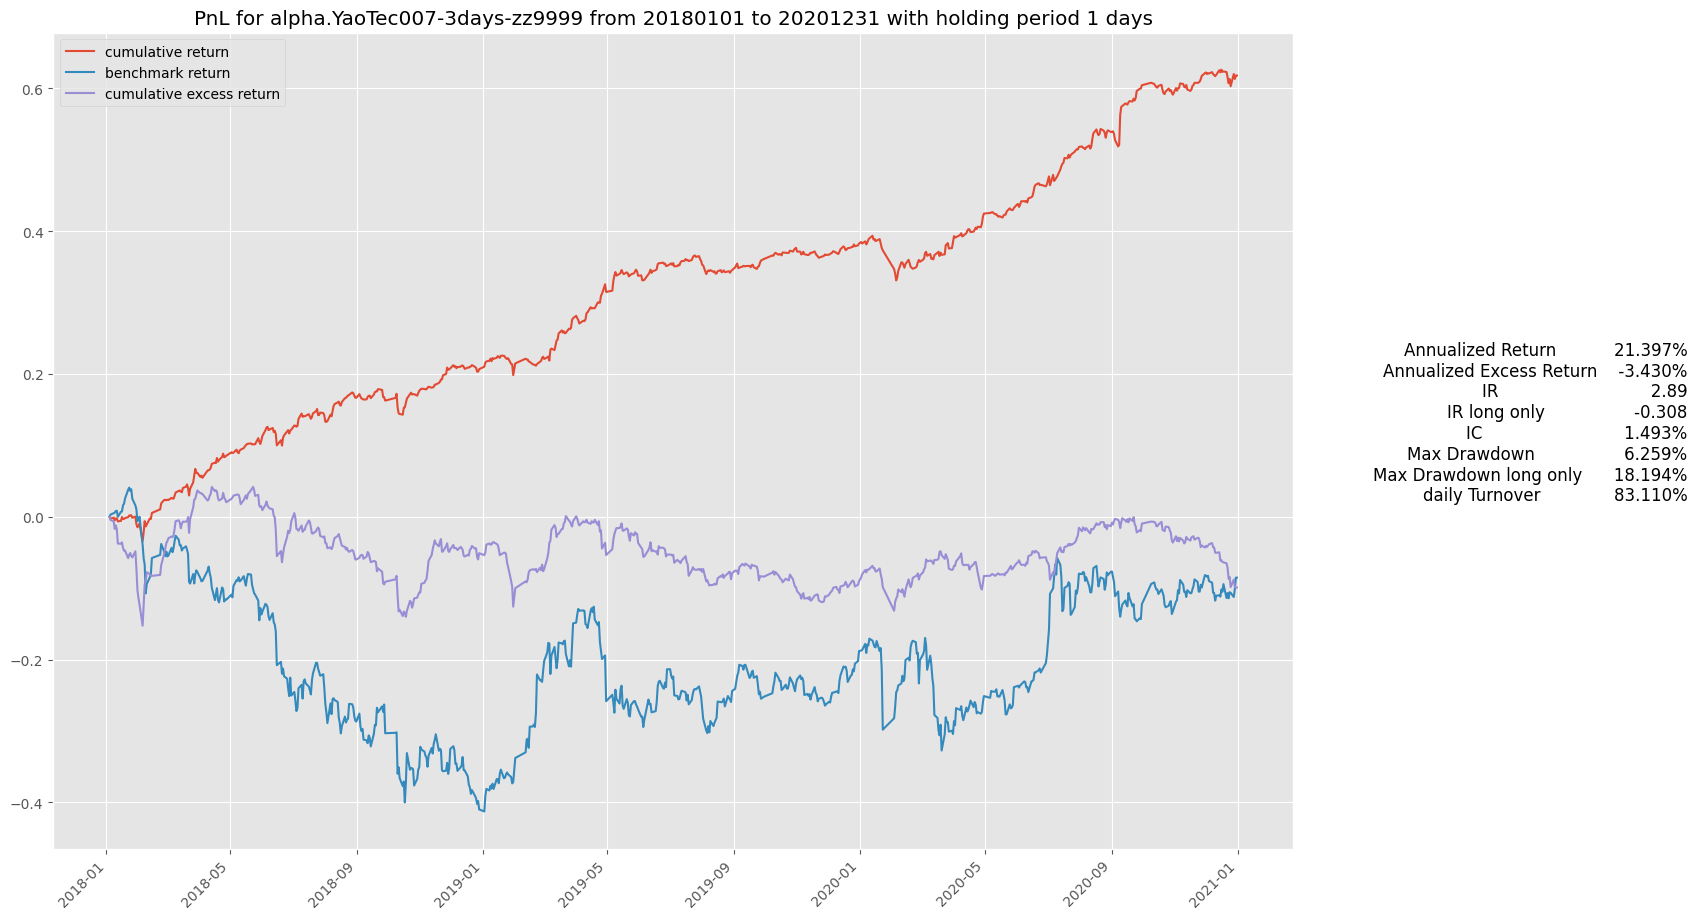 PnL for alpha.YaoTec007-3days-zz9999 from 20180101 to 20201231 with holding period 1 days
cumulative return
benchmark return
cumulative excess return
0.6
0.4
0.2
0.0
−0.2
−0.4
2018-01
2018-05
2018-09
2019-01
2019-05
2019-09
2020-01
2020-05
2020-09
2021-01
Annualized Return 21.397%
Annualized Excess Return -3.430%
IR 2.89
IR long only -0.308
IC 1.493%
Max Drawdown 6.259%
Max Drawdown long only 18.194%
daily Turnover 83.110%